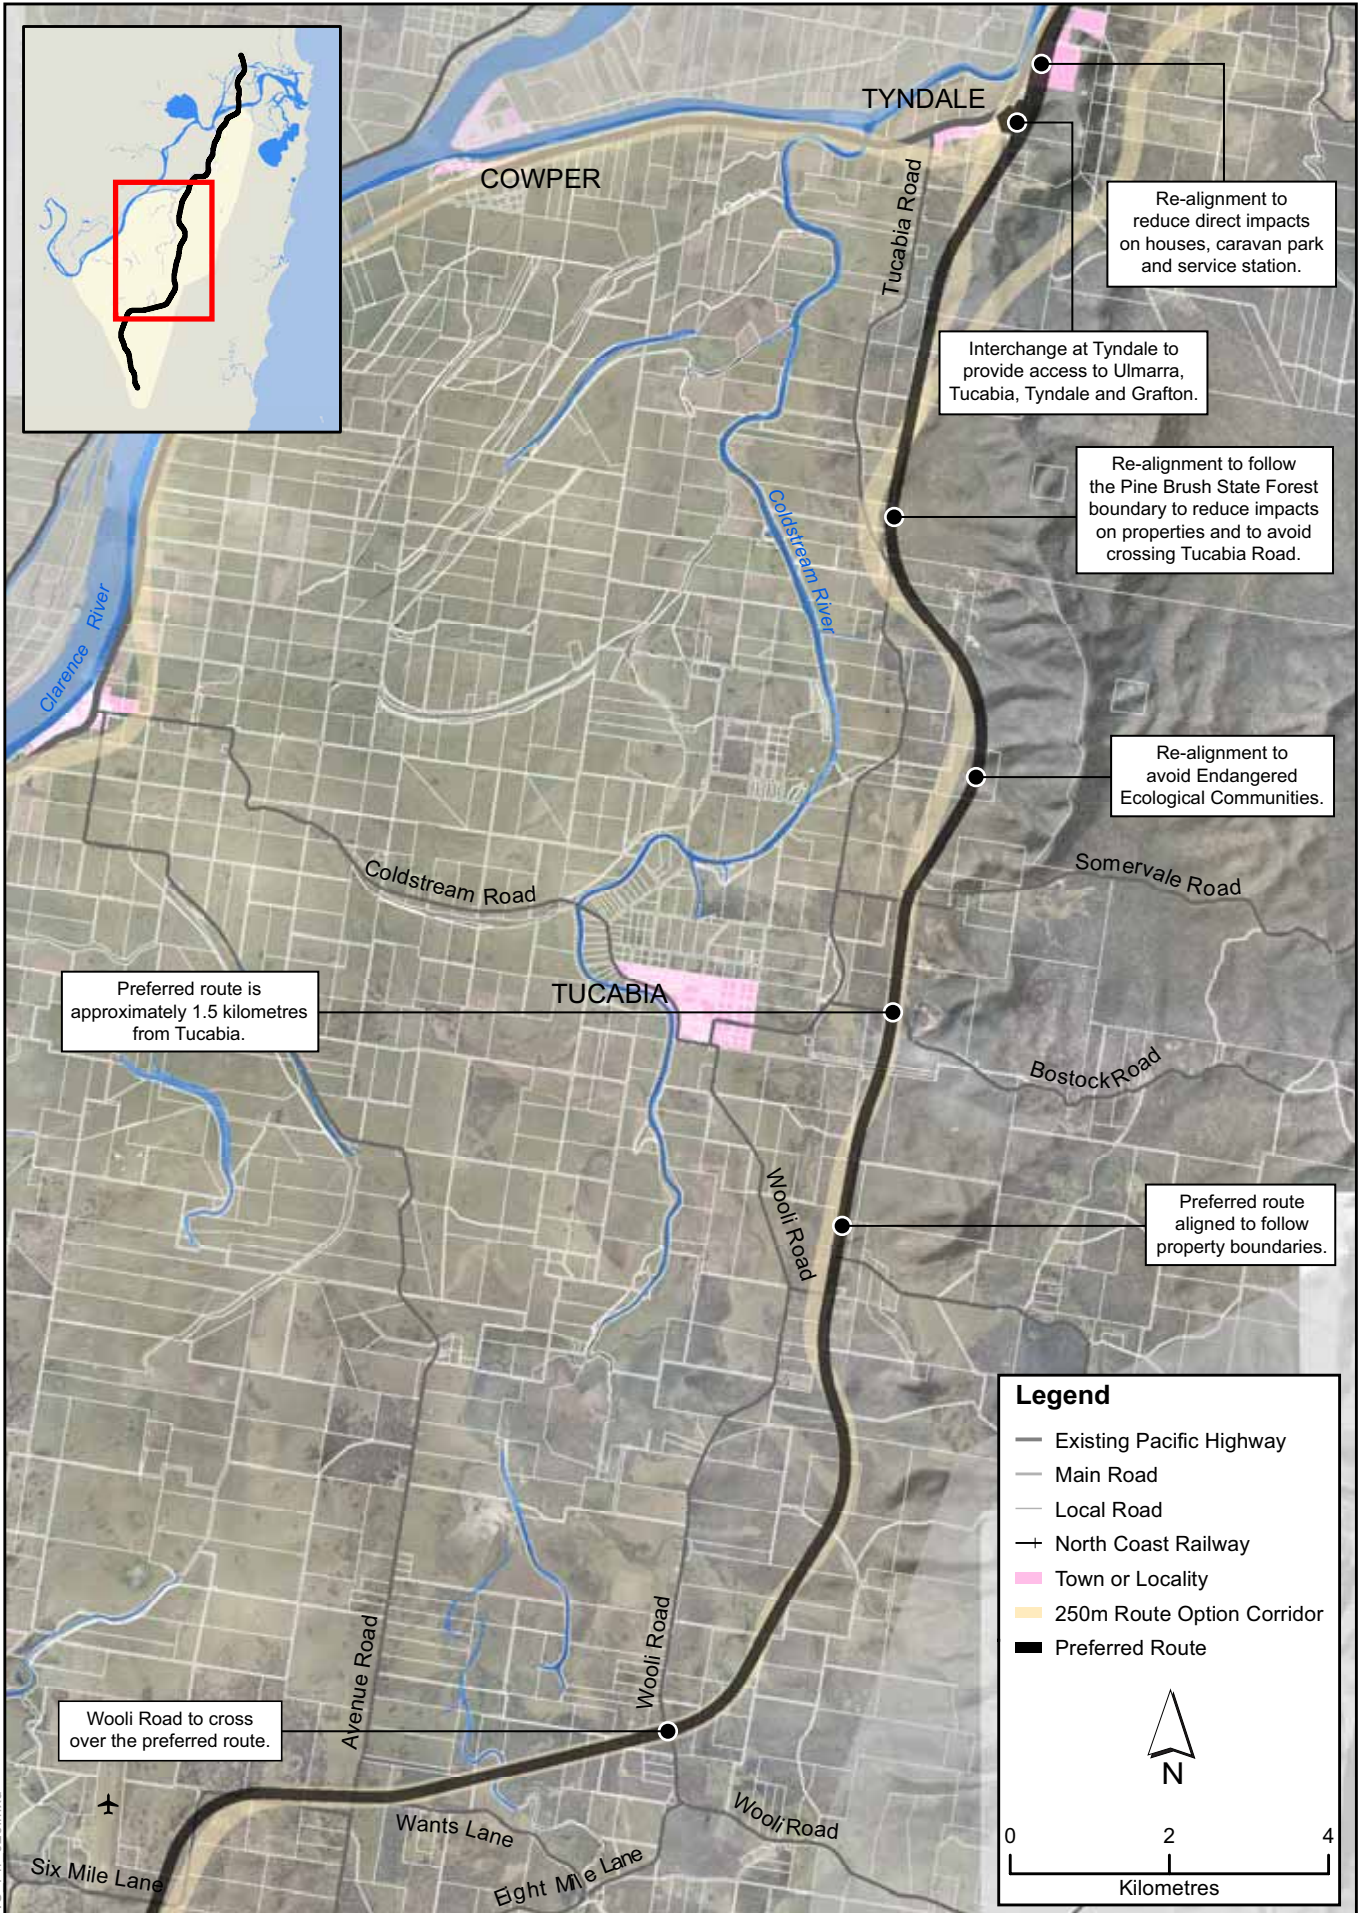 TYNDALE
COWPER
Tucabia Road
Re-alignment to
reduce direct impacts
on houses, caravan park
and service station.
Interchange at Tyndale to
provide access to Ulmarra,
Tucabia, Tyndale and Grafton.
Re-alignment to follow
the Pine Brush State Forest
boundary to reduce impacts
on properties and to avoid
crossing Tucabia Road.
Coldstream River
Clarence River
Re-alignment to
avoid Endangered
Ecological Communities.
Coldstream Road
Somervale Road
Preferred route is
approximately 1.5 kilometres
from Tucabia.
TUCABIA
Bostock Road
Wooli Road
Preferred route
aligned to follow
property boundaries.
Avenue Road
Wooli Road
Wooli Road to cross
over the preferred route.
Wants Lane
Wooli Road
Eight Mile Lane
Six Mile Lane
Legend
Existing Pacific Highway
Main Road
Local Road
North Coast Railway
Town or Locality
250m Route Option Corridor
Preferred Route
N
0 2 4
Kilometres